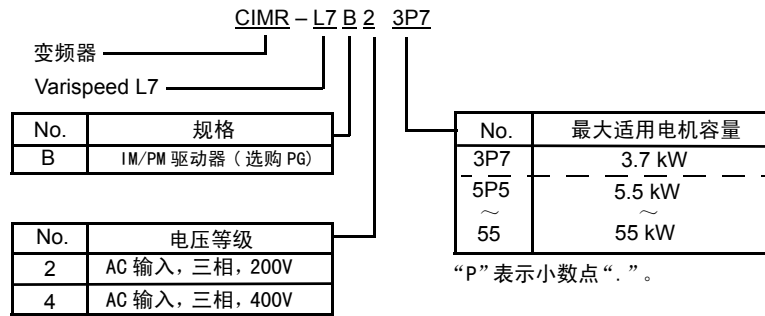 CIMR – L7 B 2 3P7
变频器
Varispeed L7
No. 规格
B IM/PM 驱动器 ( 选购 PG)
No. 最大适用电机容量
3P7 3.7 kW
5P5 5.5 kW
～ ～
55 55 kW
No. 电压等级
2 AC 输入, 三相, 200V
4 AC 输入, 三相, 400V
“P” 表示小数点“. ” 。